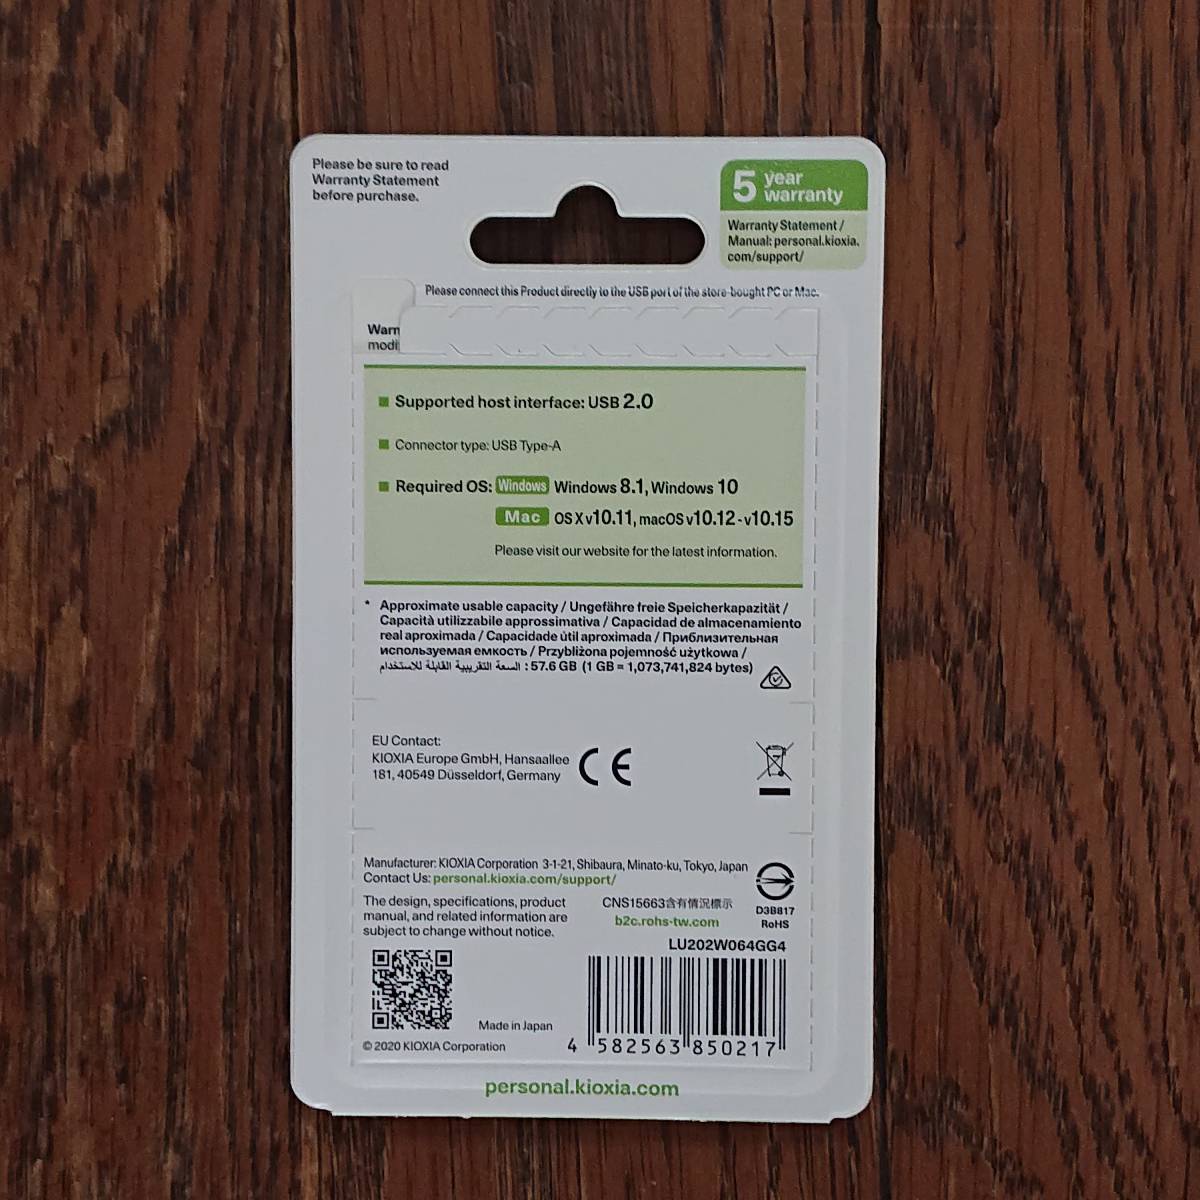 Please be sure to read
Warranty Statement
before purchase.
5 year
warranty
Warranty Statement /
Manual: personal.kioxia.
com/support/
Please connect this Product directly to the USB port of the store-bought PC or Mac.
Warn
modi
Supported host interface: USB 2.0
Connector type: USB Type-A
Required OS: Windows Windows 8.1, Windows 10
Mac OS X v10.11, macOS v10.12 - v10.15
Please visit our website for the latest information.
* Approximate usable capacity / Ungefähre freie Speicherkapazität /
Capacità utilizzabile approssimativa / Capacidad de almacenamiento
real aproximada / Capacidade útil aproximada / Приблизительная
используемая емкость / Przybliżona pojemność użytkowa /
السعة التقريبية القابلة للاستخدام : 57.6 GB (1 GB = 1,073,741,824 bytes)
EU Contact:
KIOXIA Europe GmbH, Hansaallee
181, 40549 Düsseldorf, Germany
CE
Manufacturer: KIOXIA Corporation 3-1-21, Shibaura, Minato-ku, Tokyo, Japan
Contact Us: personal.kioxia.com/support/
The design, specifications, product
manual, and related information are
subject to change without notice.
CNS15663含有情況標示
b2c.rohs-tw.com
D3B817
RoHS
LU202W064GG4
Made in Japan
© 2020 KIOXIA Corporation
4 582563 850217
personal.kioxia.com